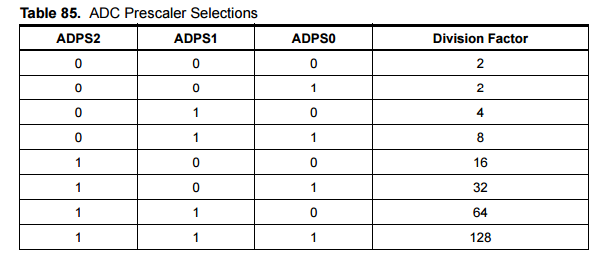 Table 85. ADC Prescaler Selections
ADPS2 ADPS1 ADPS0 Division Factor
0 0 0 2
0 0 1 2
0 1 0 4
0 1 1 8
1 0 0 16
1 0 1 32
1 1 0 64
1 1 1 128